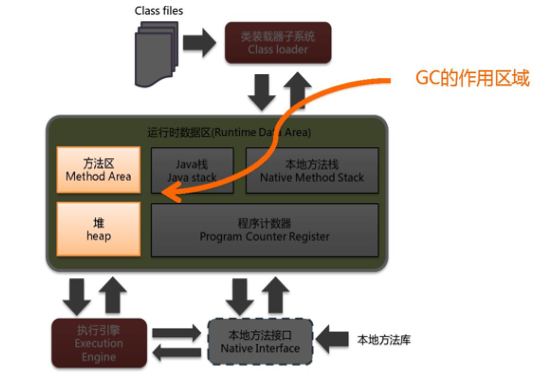 Class files
类装载器子系统
Class loader
GC的作用区域
运行时数据区(Runtime Data Area)
方法区
Method Area
Java栈
Java stack
本地方法栈
Native Method Stack
堆
heap
程序计数器
Program Counter Register
执行引擎
Execution
Engine
本地方法接口
Native Interface
本地方法库